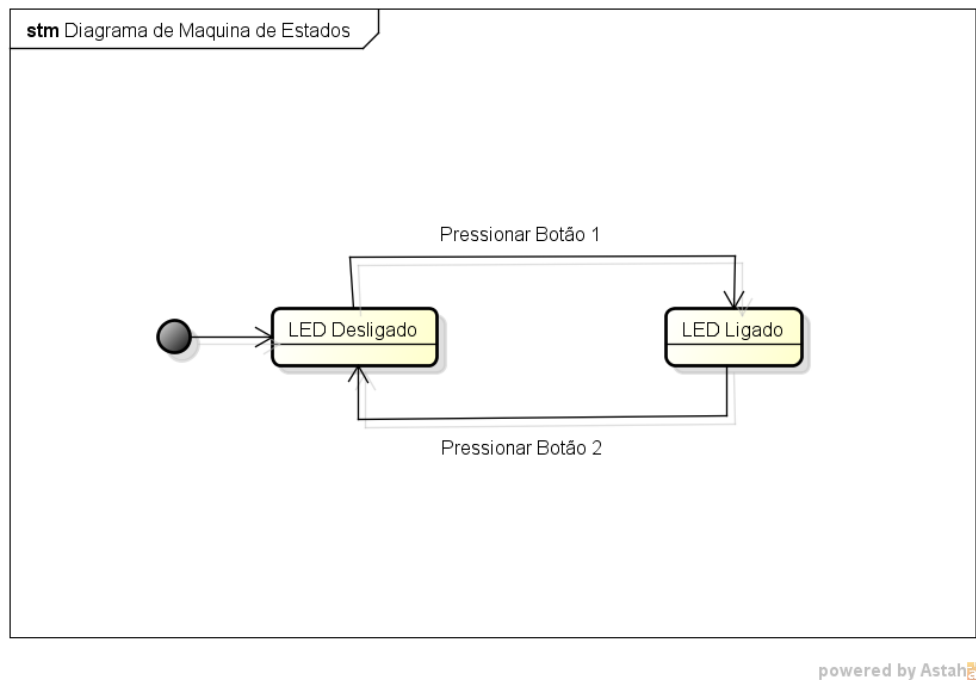 stm Diagrama de Maquina de Estados
Pressionar Botão 1
LED Desligado
LED Ligado
Pressionar Botão 2
powered by Astah